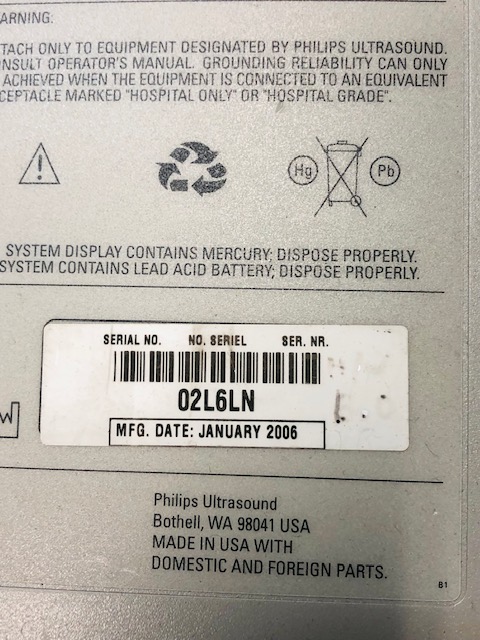 ARNING:
TACH ONLY TO EQUIPMENT DESIGNATED BY PHILIPS ULTRASOUND.
NSULT OPERATOR'S MANUAL. GROUNDING RELIABILITY CAN ONLY
ACHIEVED WHEN THE EQUIPMENT IS CONNECTED TO AN EQUIVALENT
CEPTACLE MARKED "HOSPITAL ONLY" OR "HOSPITAL GRADE".
Hg Pb
SYSTEM DISPLAY CONTAINS MERCURY; DISPOSE PROPERLY.
SYSTEM CONTAINS LEAD ACID BATTERY; DISPOSE PROPERLY.
SERIAL NO. NO. SERIEL SER. NR.
02L6LN
MFG. DATE: JANUARY 2006
Philips Ultrasound
Bothell, WA 98041 USA
MADE IN USA WITH
DOMESTIC AND FOREIGN PARTS.
B1